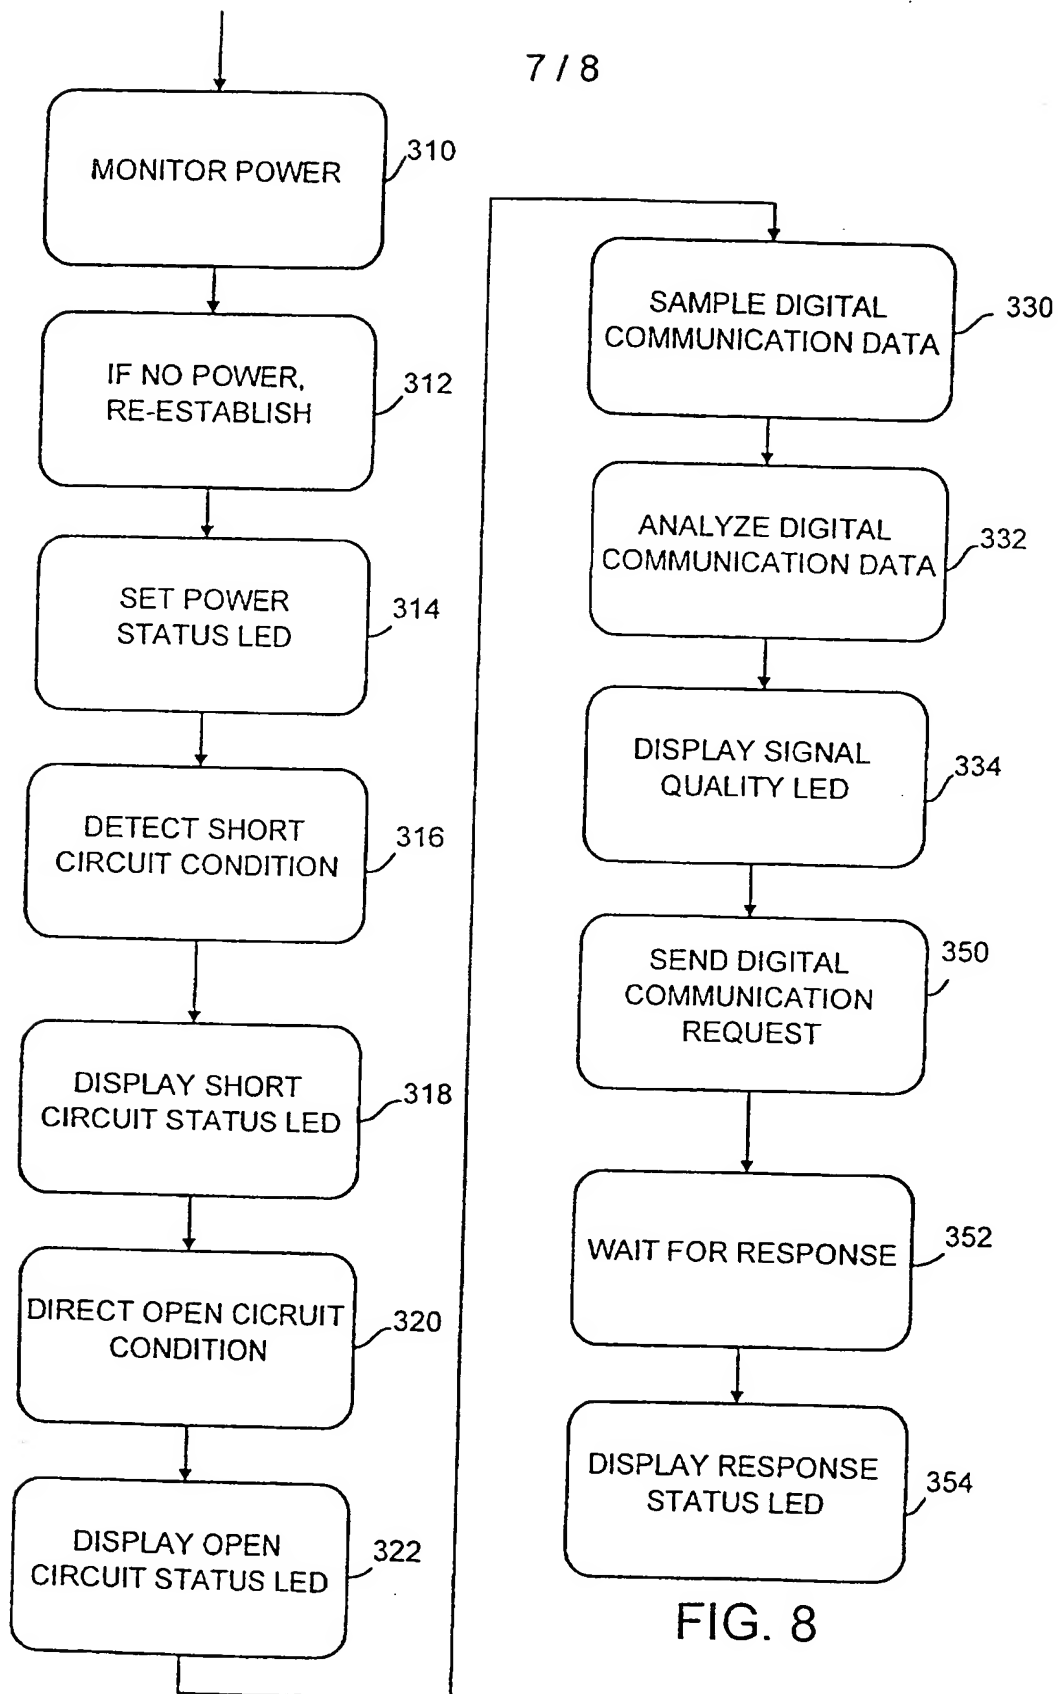 7 / 8
MONITOR POWER
310
IF NO POWER,
RE-ESTABLISH
312
SET POWER
STATUS LED
314
DETECT SHORT
CIRCUIT CONDITION
316
DISPLAY SHORT
CIRCUIT STATUS LED
318
DIRECT OPEN CICRUIT
CONDITION
320
DISPLAY OPEN
CIRCUIT STATUS LED
322
SAMPLE DIGITAL
COMMUNICATION DATA
330
ANALYZE DIGITAL
COMMUNICATION DATA
332
DISPLAY SIGNAL
QUALITY LED
334
SEND DIGITAL
COMMUNICATION
REQUEST
350
WAIT FOR RESPONSE
352
DISPLAY RESPONSE
STATUS LED
354
FIG. 8